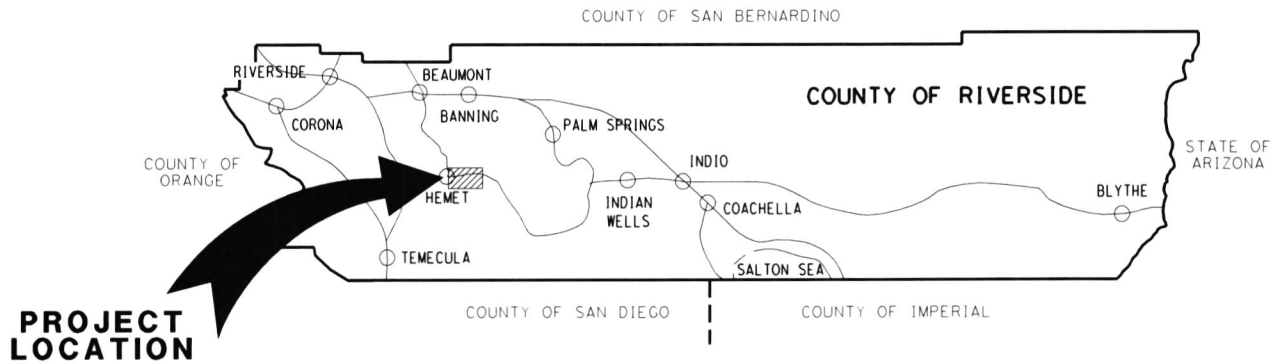 COUNTY OF SAN BERNARDINO
RIVERSIDE
BEAUMONT
COUNTY OF RIVERSIDE
CORONA
BANNING
PALM SPRINGS
COUNTY OF
ORANGE
STATE OF
ARIZONA
INDIO
HEMET
INDIAN
WELLS
COACHELLA
BLYTHE
TEMECULA
SALTON SEA
PROJECT
LOCATION
COUNTY OF SAN DIEGO
COUNTY OF IMPERIAL